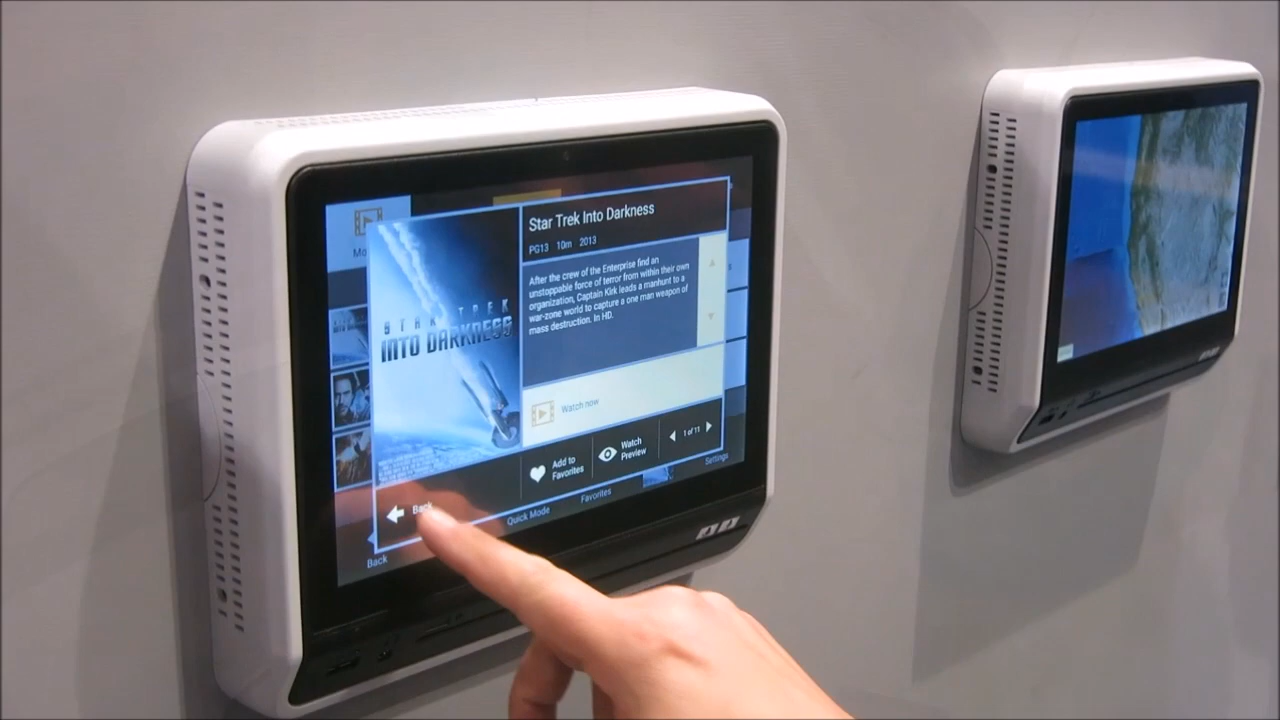 Mo
Star Trek Into Darkness
PG13 10m 2013
After the crew of the Enterprise find an
unstoppable force of terror from within their own
organization, Captain Kirk leads a manhunt to a
war-zone world to capture a one man weapon of
mass destruction. In HD.
STAR TREK
INTO DARKNESS
Watch now
Add to
Favorites
Watch
Preview
1 of 11
Back
Back
Quick Mode
Favorites
Settings